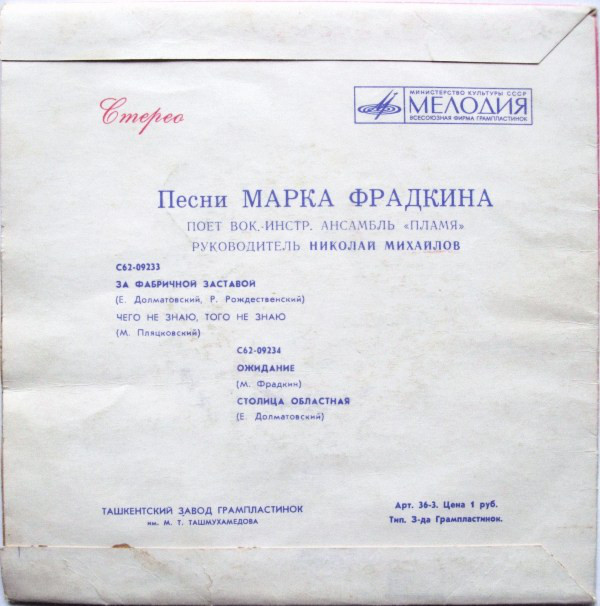 Стерео
МИНИСТЕРСТВО КУЛЬТУРЫ СССР
МЕЛОДИЯ
ВСЕСОЮЗНАЯ ФИРМА ГРАМПЛАСТИНОК
Песни МАРКА ФРАДКИНА
ПОЕТ ВОК.-ИНСТР. АНСАМБЛЬ «ПЛАМЯ»
РУКОВОДИТЕЛЬ НИКОЛАЙ МИХАЙЛОВ
С62-09233
ЗА ФАБРИЧНОЙ ЗАСТАВОЙ
(Е. Долматовский, Р. Рождественский)
ЧЕГО НЕ ЗНАЮ, ТОГО НЕ ЗНАЮ
(М. Пляцковский)
С62-09234
ОЖИДАНИЕ
(М. Фрадкин)
СТОЛИЦА ОБЛАСТНАЯ
(Е. Долматовский)
ТАШКЕНТСКИЙ ЗАВОД ГРАМПЛАСТИНОК
им. М. Т. ТАШМУХАМЕДОВА
Арт. 36-3. Цена 1 руб.
Тип. З-да Грампластинок.